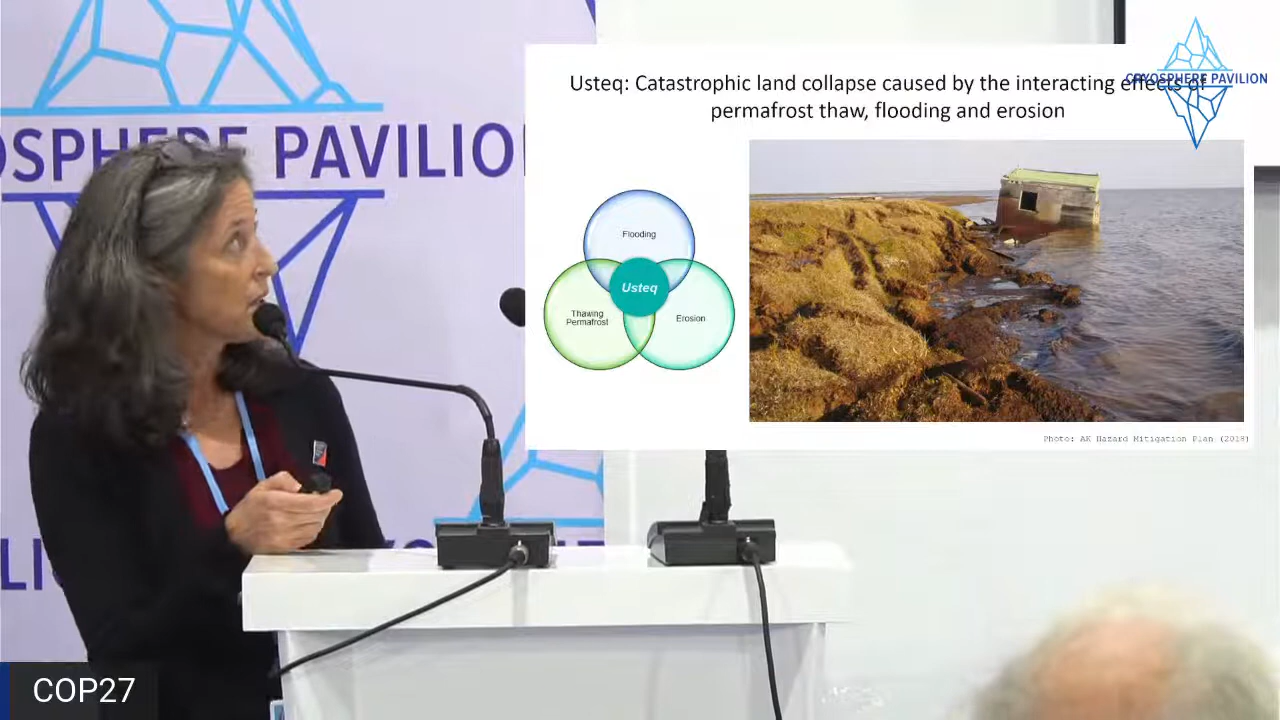 Usteq: Catastrophic land collapse caused by the interacting effects of
permafrost thaw, flooding and erosion
CRYOSPHERE PAVILION
OSPHERE PAVILIO
Flooding
Usteq
Thawing
Permafrost
Erosion
Photo: AK Hazard Mitigation Plan (2018)
COP27